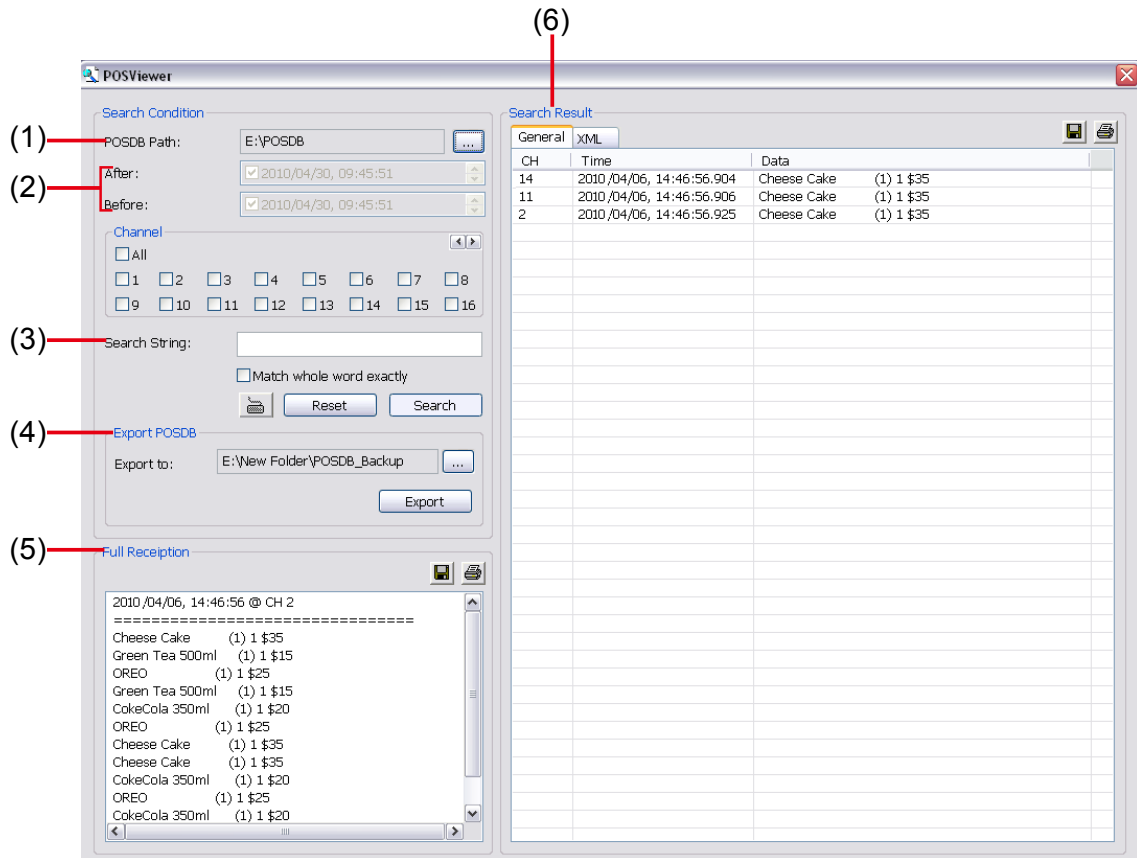 (6)
POSViewer
Search Condition
(1)
POSDB Path: E:\POSDB ...
(2)
After: 2010/04/30, 09:45:51
Before: 2010/04/30, 09:45:51
Channel
All
1 2 3 4 5 6 7 8
9 10 11 12 13 14 15 16
(3)
Search String:
Match whole word exactly
Reset Search
(4)
Export POSDB
Export to: E:\New Folder\POSDB_Backup ...
Export
(5)
Full Receiption
2010/04/06, 14:46:56 @ CH 2
================================
Cheese Cake (1) 1 $35
Green Tea 500ml (1) 1 $15
OREO (1) 1 $25
Green Tea 500ml (1) 1 $15
CokeCola 350ml (1) 1 $20
OREO (1) 1 $25
Cheese Cake (1) 1 $35
Cheese Cake (1) 1 $35
CokeCola 350ml (1) 1 $20
OREO (1) 1 $25
CokeCola 350ml (1) 1 $20
Search Result
General XML
CH Time Data
14 2010/04/06, 14:46:56.904 Cheese Cake (1) 1 $35
11 2010/04/06, 14:46:56.906 Cheese Cake (1) 1 $35
2 2010/04/06, 14:46:56.925 Cheese Cake (1) 1 $35